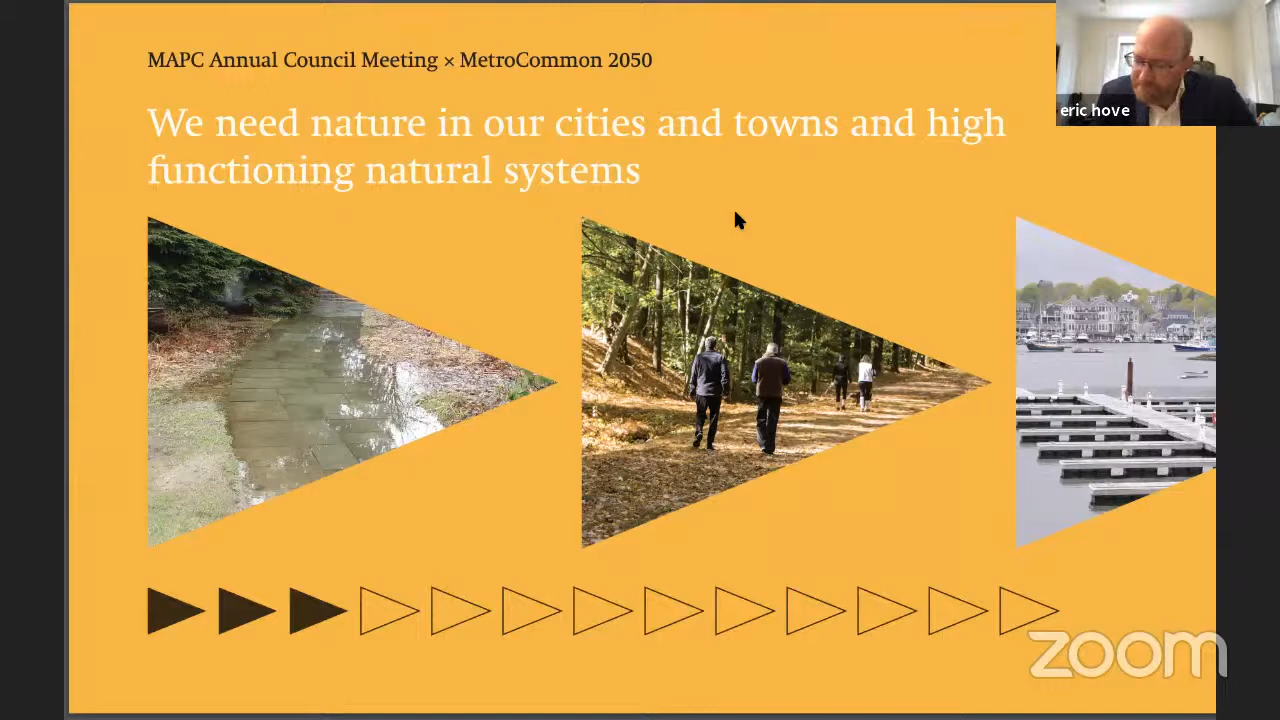 MAPC Annual Council Meeting × MetroCommon 2050
We need nature in our cities and towns and high
functioning natural systems
eric hove
zoom